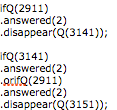 ifQ(2911)
.answered(2)
.disappear(Q(3141));
ifQ(3141)
.answered(2)
.orifQ(2911)
.answered(2)
.disappear(Q(3151));